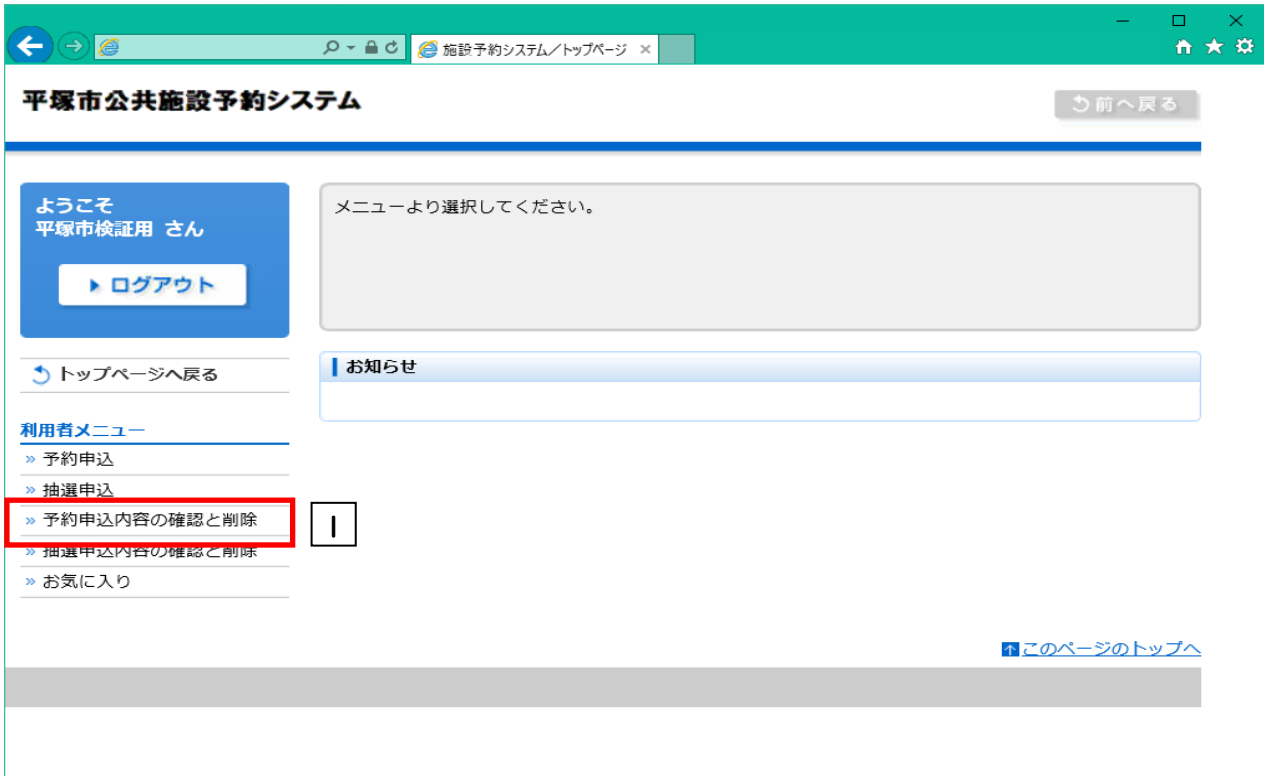 施設予約システム／トップページ ×
平塚市公共施設予約システム
前へ戻る
ようこそ
平塚市検証用 さん
ログアウト
メニューより選択してください。
トップページへ戻る
お知らせ
利用者メニュー
» 予約申込
» 抽選申込
» 予約申込内容の確認と削除
1
» 抽選申込内容の確認と削除
» お気に入り
このページのトップへ